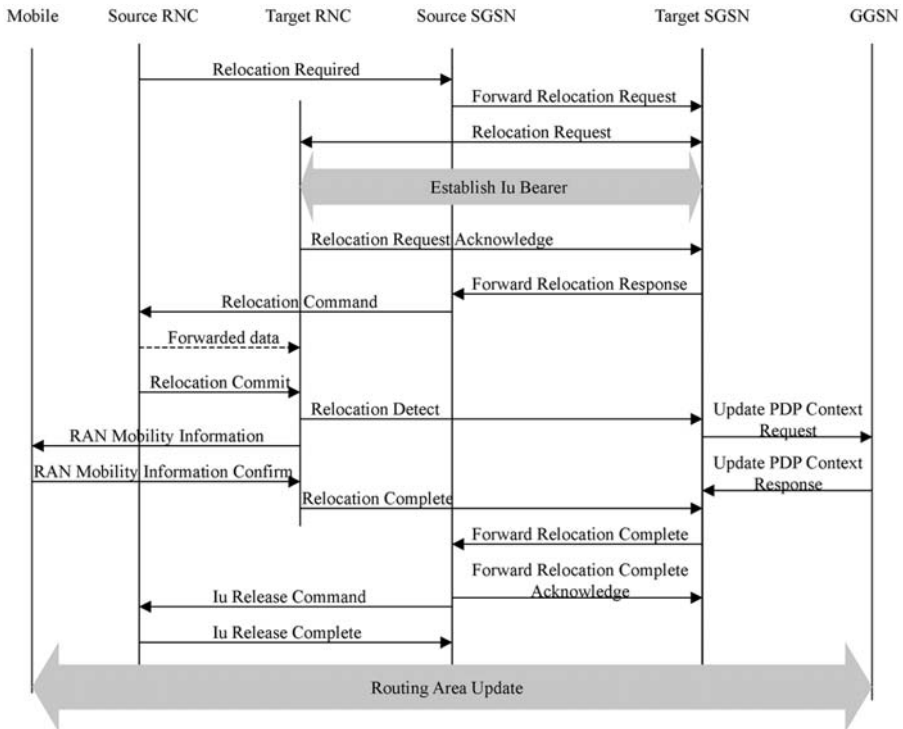 Mobile
Source RNC
Target RNC
Source SGSN
Target SGSN
GGSN
Relocation Required
Forward Relocation Request
Relocation Request
Establish Iu Bearer
Relocation Request Acknowledge
Forward Relocation Response
Relocation Command
Forwarded data
Relocation Commit
Relocation Detect
Update PDP Context
Request
RAN Mobility Information
Update PDP Context
Response
RAN Mobility Information Confirm
Relocation Complete
Forward Relocation Complete
Forward Relocation Complete
Acknowledge
Iu Release Command
Iu Release Complete
Routing Area Update